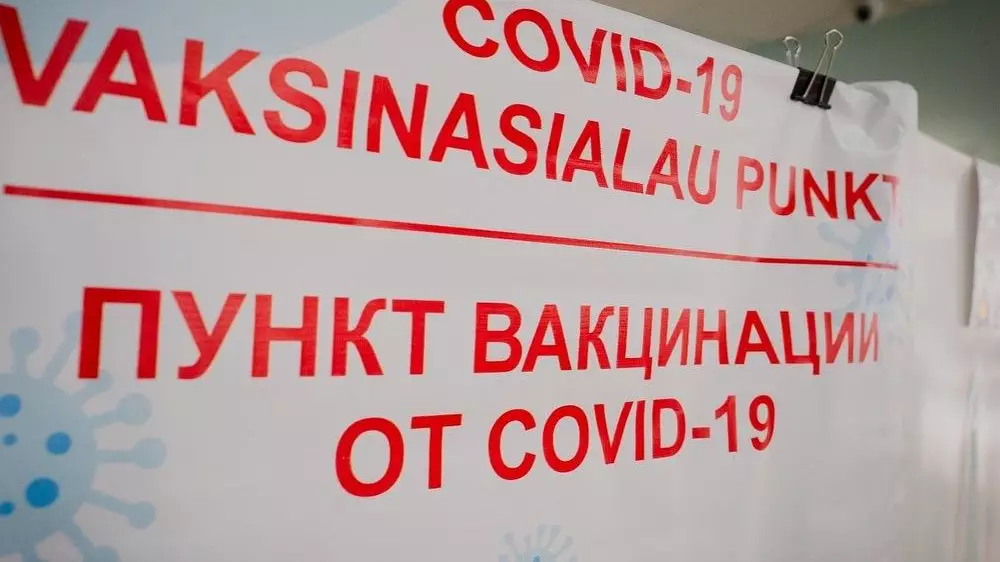 COVID-19
VAKSINASIALAU PUNKT
ПУНКТ ВАКЦИНАЦИИ
ОТ COVID-19